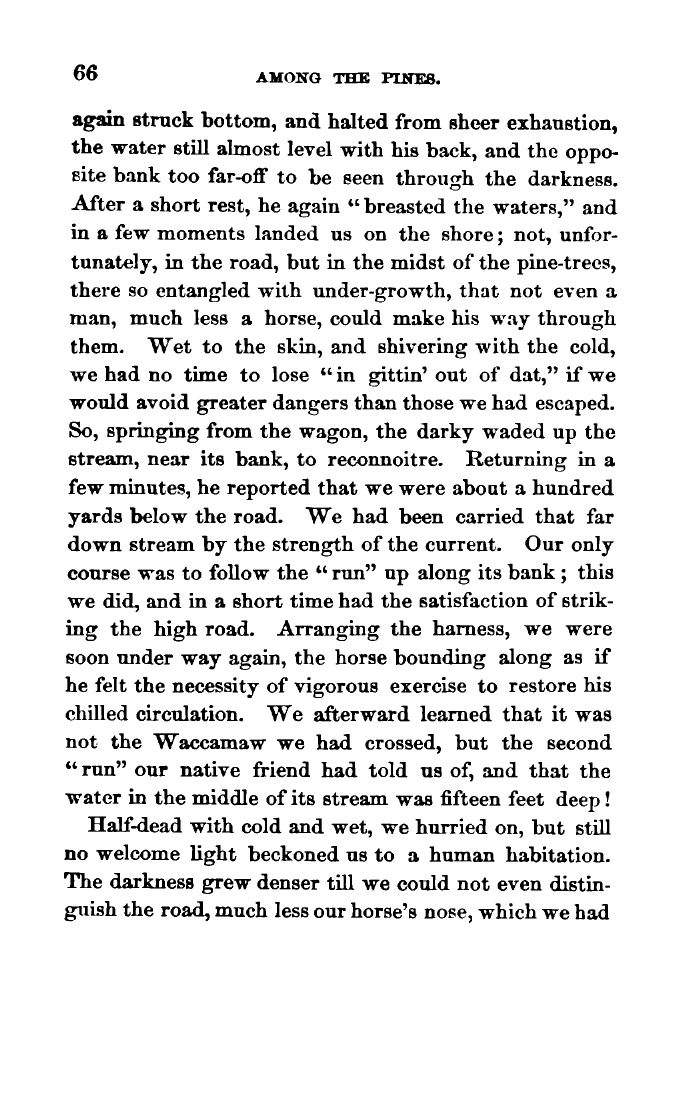 66 AMONG THE PINES.
again struck bottom, and halted from sheer exhaustion,
the water still almost level with his back, and the oppo-
site bank too far-off to be seen through the darkness.
After a short rest, he again “breasted the waters,” and
in a few moments landed us on the shore; not, unfor-
tunately, in the road, but in the midst of the pine-trees,
there so entangled with under-growth, that not even a
man, much less a horse, could make his way through
them. Wet to the skin, and shivering with the cold,
we had no time to lose “in gittin’ out of dat,” if we
would avoid greater dangers than those we had escaped.
So, springing from the wagon, the darky waded up the
stream, near its bank, to reconnoitre. Returning in a
few minutes, he reported that we were about a hundred
yards below the road. We had been carried that far
down stream by the strength of the current. Our only
course was to follow the “run” up along its bank; this
we did, and in a short time had the satisfaction of strik-
ing the high road. Arranging the harness, we were
soon under way again, the horse bounding along as if
he felt the necessity of vigorous exercise to restore his
chilled circulation. We afterward learned that it was
not the Waccamaw we had crossed, but the second
“run” our native friend had told us of, and that the
water in the middle of its stream was fifteen feet deep!
Half-dead with cold and wet, we hurried on, but still
no welcome light beckoned us to a human habitation.
The darkness grew denser till we could not even distin-
guish the road, much less our horse’s nose, which we had